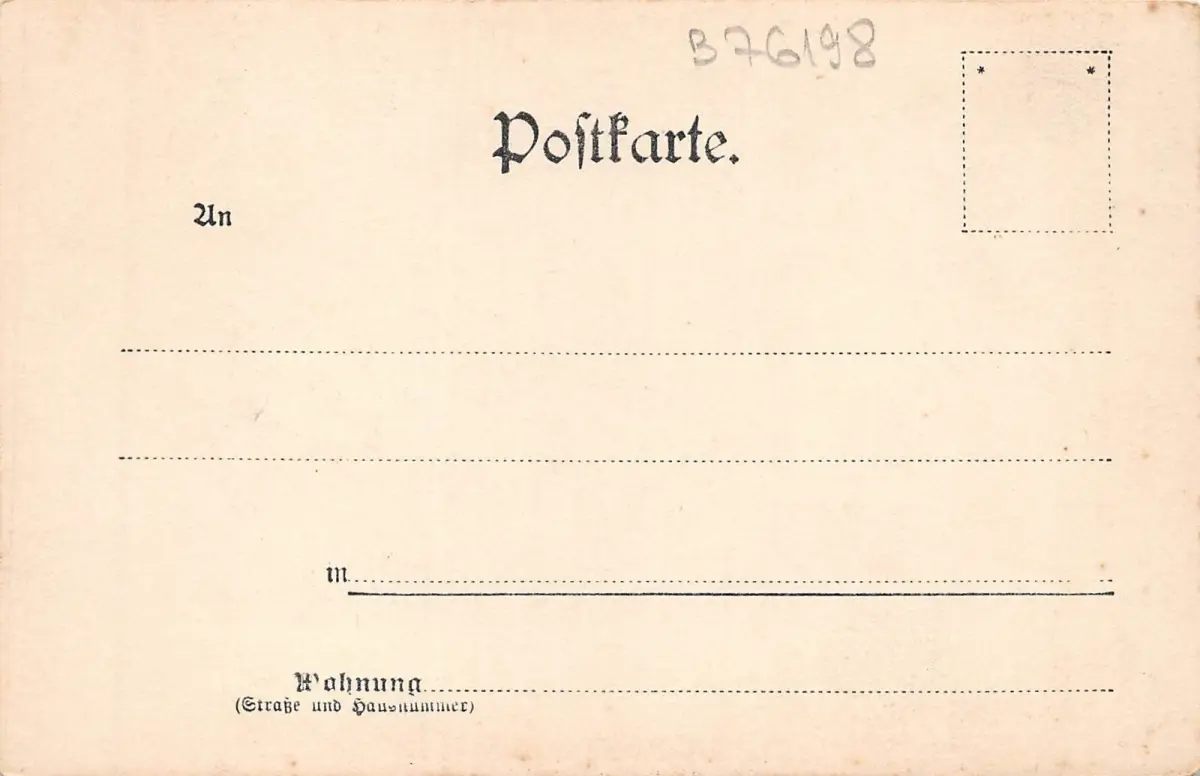 B76198
Postkarte.
An
in
Wohnung
(Straße und Hausnummer)